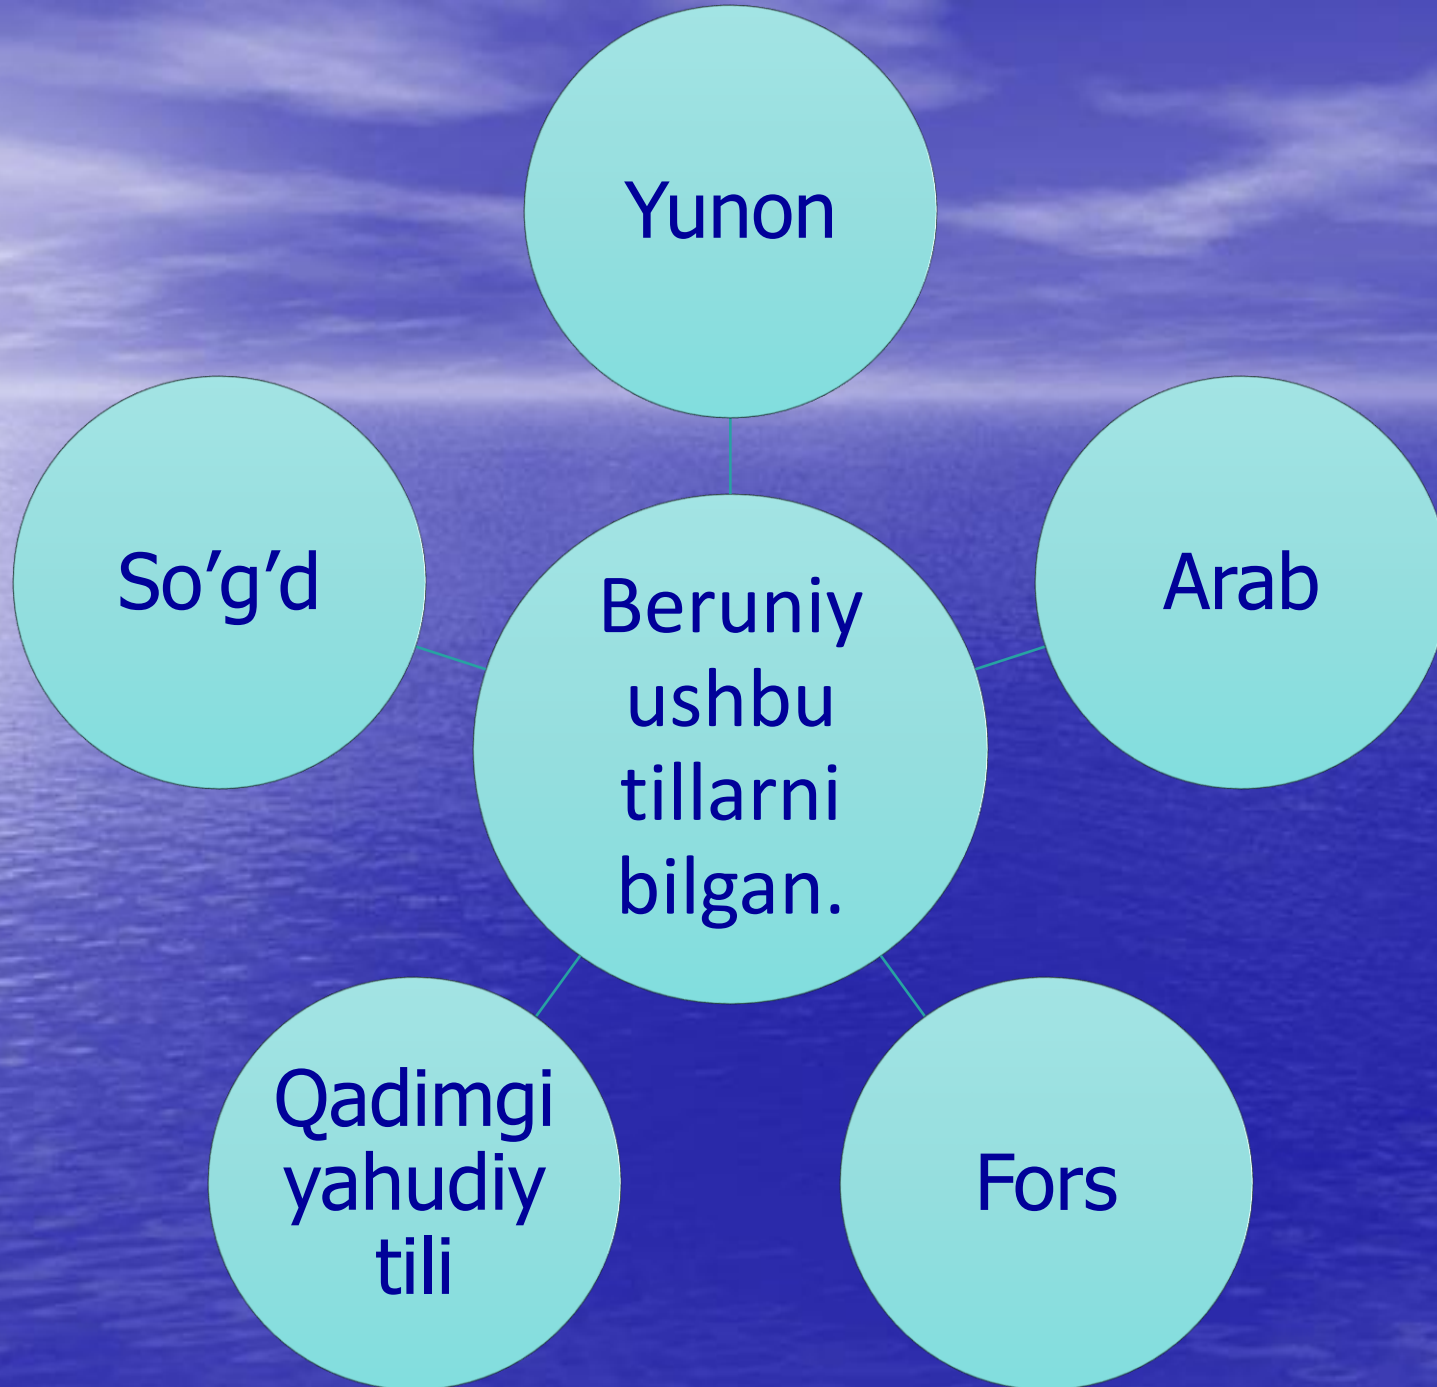 Yunon
So’g’d
Arab
Beruniy
ushbu
tillarni
bilgan.
Qadimgi
yahudiy
tili
Fors